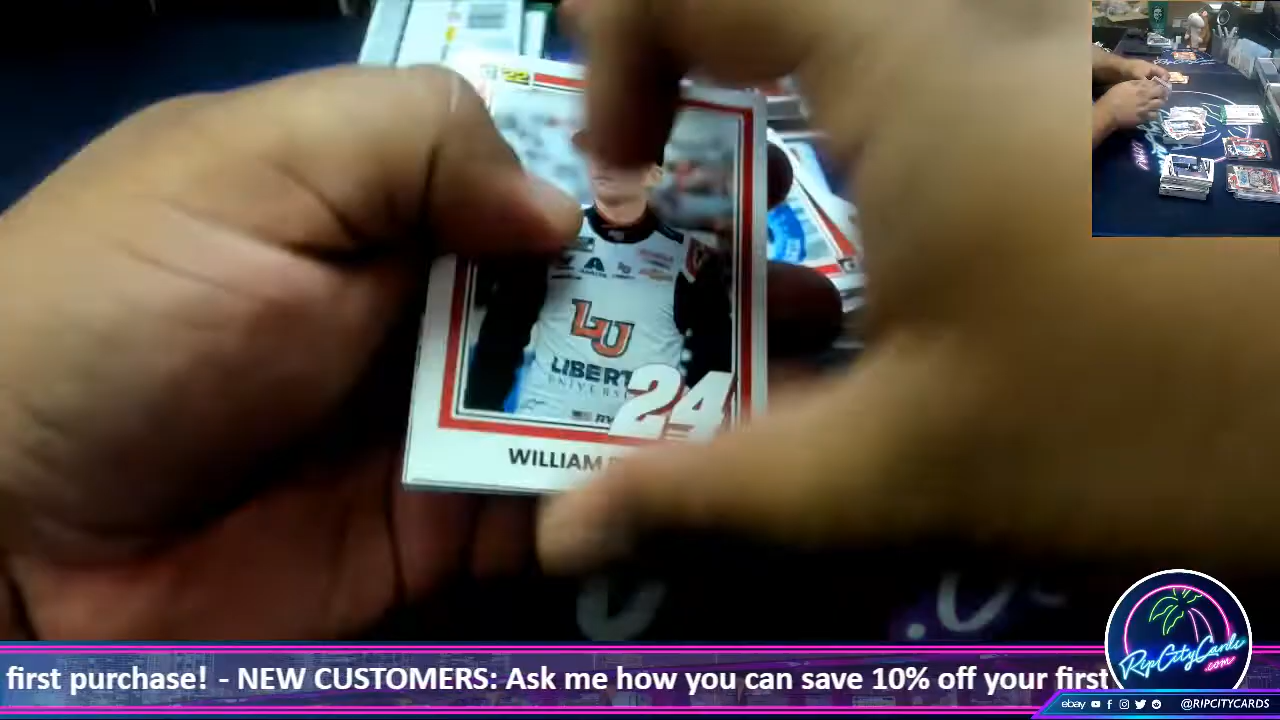 22
LU
LIBERT
24
WILLIAM
first purchase! - NEW CUSTOMERS: Ask me how you can save 10% off your first
RipCityCards
.com
ebay
@RIPCITYCARDS